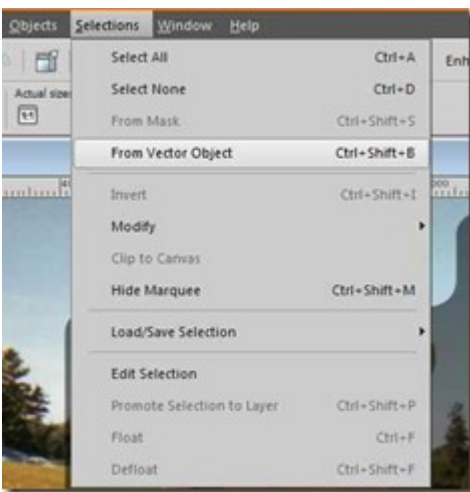 Objects Selections Window Help
Select All Ctrl+A
Enh
Select None Ctrl+D
Actual size
1:1
From Mask Ctrl+Shift+S
From Vector Object Ctrl+Shift+B
Invert Ctrl+Shift+I
Modify
Clip to Canvas
Hide Marquee Ctrl+Shift+M
Load/Save Selection
Edit Selection
Promote Selection to Layer Ctrl+Shift+P
Float Ctrl+F
Defloat Ctrl+Shift+F